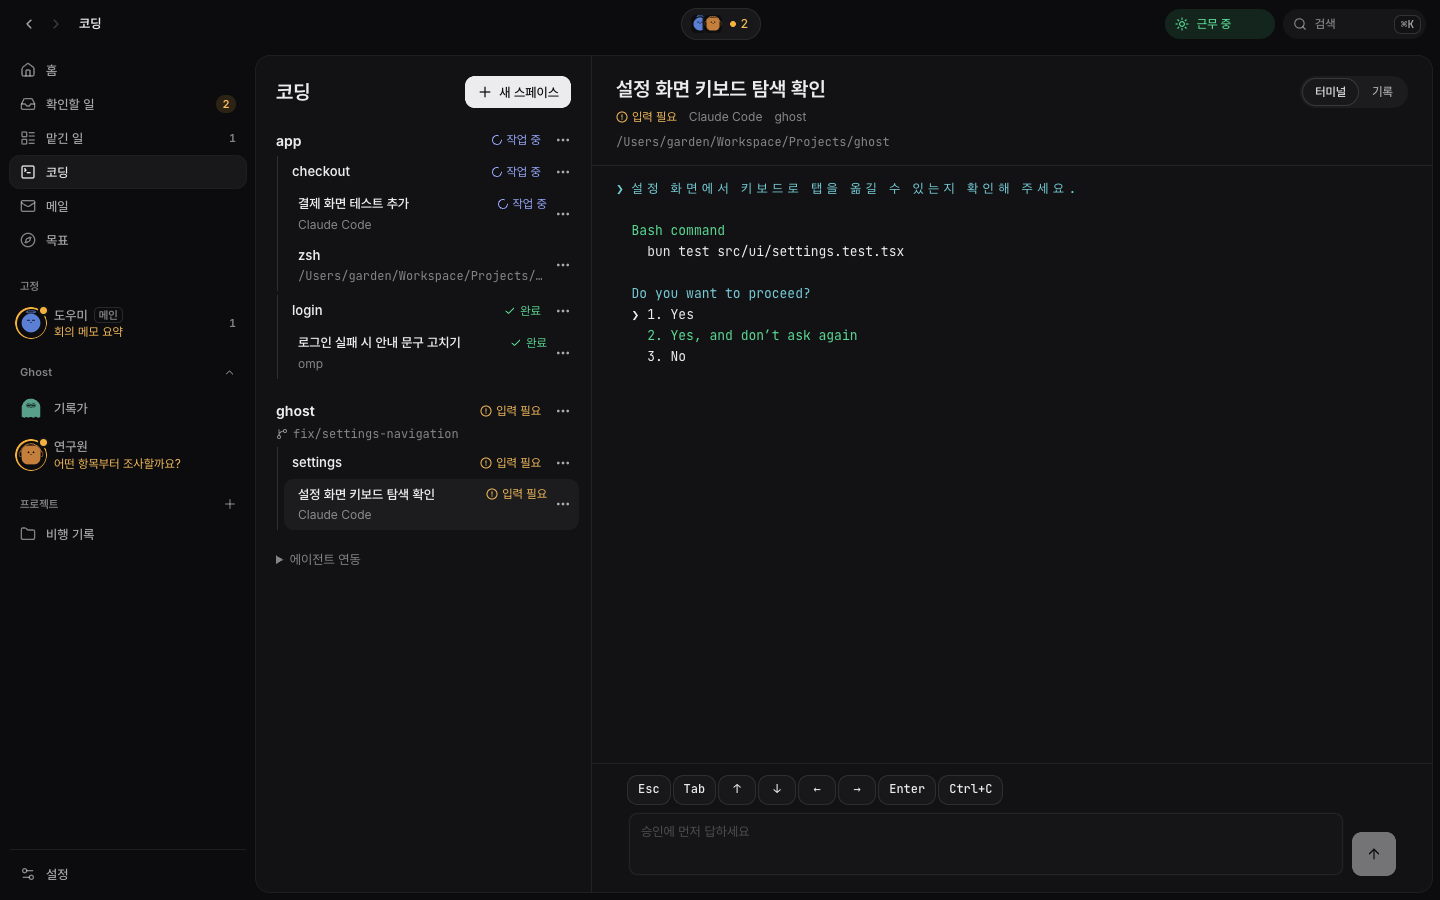 코딩
2
근무 중
검색
⌘K
홈
확인할 일
2
맡긴 일
1
코딩
메일
목표
고정
도우미 메인
회의 메모 요약
1
Ghost
기록가
연구원
어떤 항목부터 조사할까요?
프로젝트
비행 기록
설정
코딩
새 스페이스
app
작업 중
checkout
작업 중
결제 화면 테스트 추가
작업 중
Claude Code
zsh
/Users/garden/Workspace/Projects/…
login
완료
로그인 실패 시 안내 문구 고치기
완료
omp
ghost
입력 필요
fix/settings-navigation
settings
입력 필요
설정 화면 키보드 탐색 확인
입력 필요
Claude Code
에이전트 연동
설정 화면 키보드 탐색 확인
입력 필요 Claude Code ghost
/Users/garden/Workspace/Projects/ghost
터미널
기록
❯ 설정 화면에서 키보드로 탭을 옮길 수 있는지 확인해 주세요.
Bash command
bun test src/ui/settings.test.tsx
Do you want to proceed?
❯ 1. Yes
2. Yes, and don’t ask again
3. No
Esc Tab ↑ ↓ ← → Enter Ctrl+C
승인에 먼저 답하세요